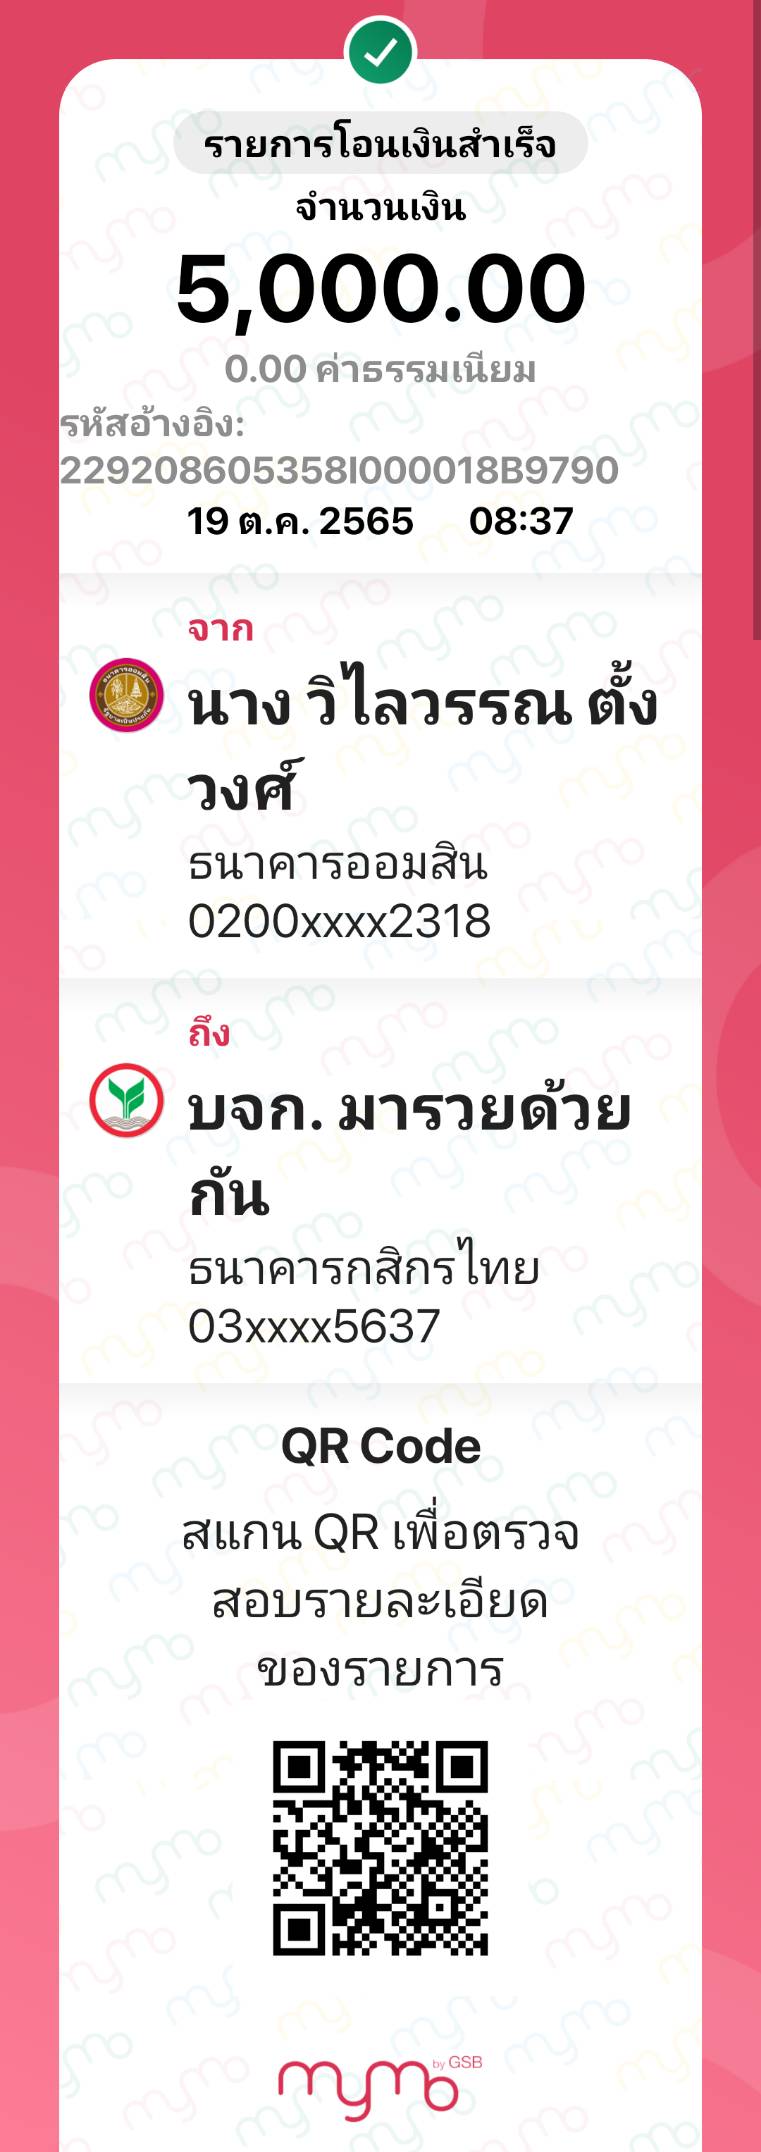 รายการโอนเงินสำเร็จ
จำนวนเงิน
5,000.00
0.00 ค่าธรรมเนียม
รหัสอ้างอิง:
229208605358I000018B9790
19 ต.ค. 2565 08:37
จาก
นาง วิไลวรรณ ตั้ง
วงศ์
ธนาคารออมสิน
0200xxxx2318
ถึง
บจก. มารวยด้วย
กัน
ธนาคารกสิกรไทย
03xxxx5637
QR Code
สแกน QR เพื่อตรวจ
สอบรายละเอียด
ของรายการ
mymo by GSB